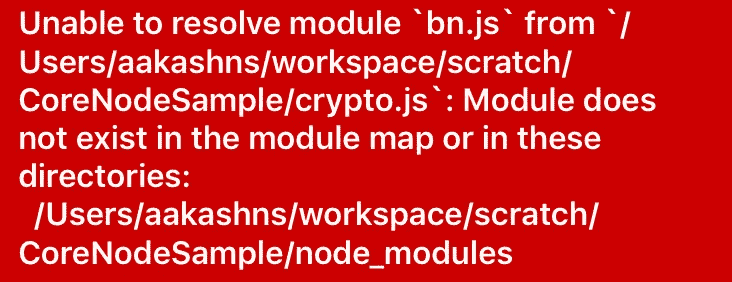 Unable to resolve module `bn.js` from `/
Users/aakashns/workspace/scratch/
CoreNodeSample/crypto.js`: Module does
not exist in the module map or in these
directories:
/Users/aakashns/workspace/scratch/
CoreNodeSample/node_modules